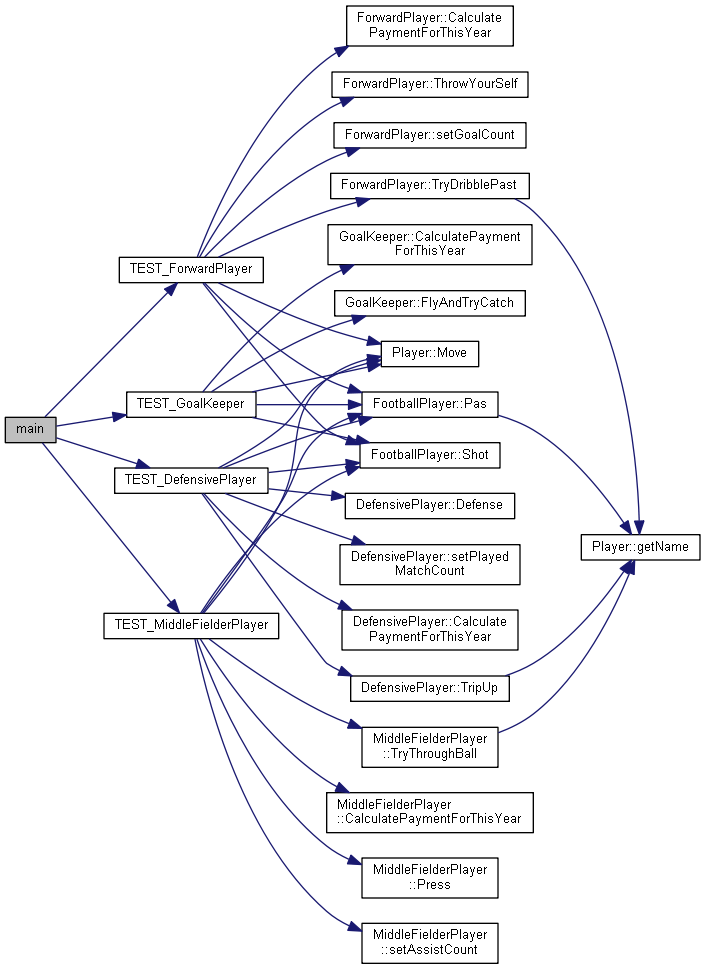 ForwardPlayer::Calculate
PaymentForThisYear
ForwardPlayer::ThrowYourSelf
ForwardPlayer::setGoalCount
ForwardPlayer::TryDribblePast
GoalKeeper::CalculatePayment
ForThisYear
TEST_ForwardPlayer
GoalKeeper::FlyAndTryCatch
Player::Move
TEST_GoalKeeper
FootballPlayer::Pas
main
FootballPlayer::Shot
TEST_DefensivePlayer
DefensivePlayer::Defense
Player::getName
DefensivePlayer::setPlayed
MatchCount
TEST_MiddleFielderPlayer
DefensivePlayer::Calculate
PaymentForThisYear
DefensivePlayer::TripUp
MiddleFielderPlayer
::TryThroughBall
MiddleFielderPlayer
::CalculatePaymentForThisYear
MiddleFielderPlayer
::Press
MiddleFielderPlayer
::setAssistCount